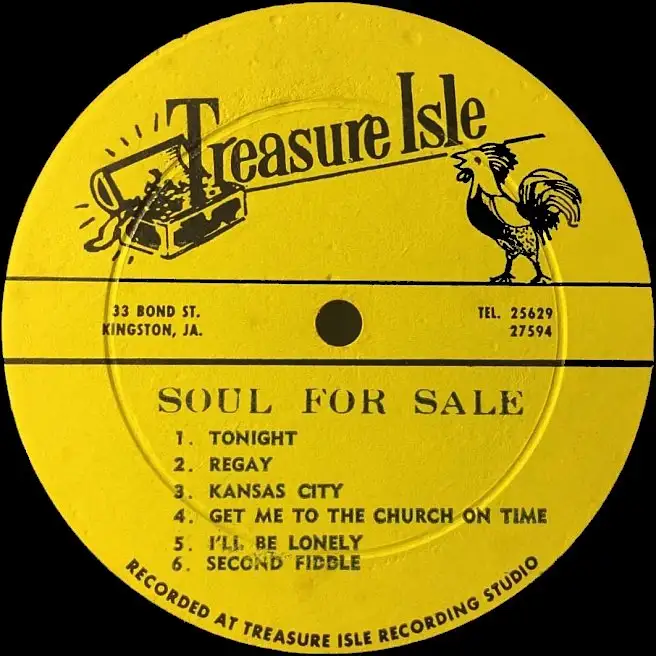 Treasure Isle
33 BOND ST.
KINGSTON, JA.
TEL. 25629
27594
SOUL FOR SALE
1. TONIGHT
2. REGAY
3. KANSAS CITY
4. GET ME TO THE CHURCH ON TIME
5. I'LL BE LONELY
6. SECOND FIDDLE
RECORDED AT TREASURE ISLE RECORDING STUDIO